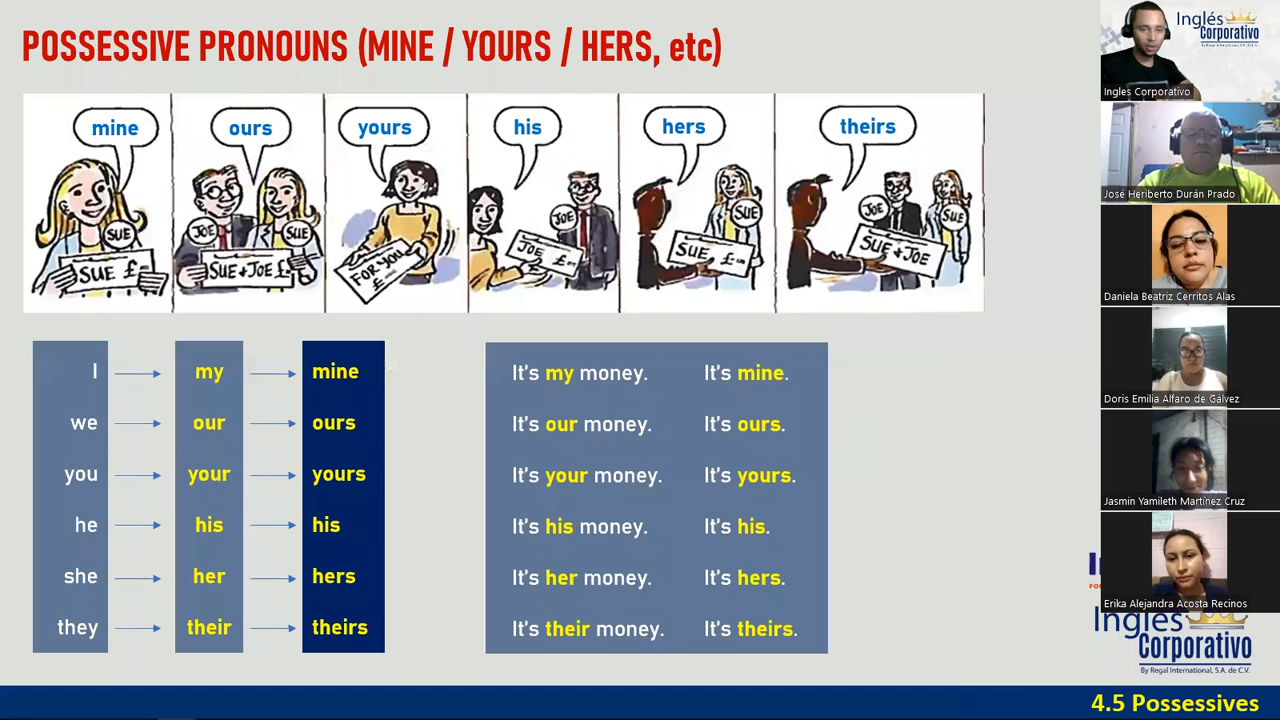 POSSESSIVE PRONOUNS (MINE / YOURS / HERS, etc)
mine
ours
yours
his
hers
theirs
SUE
SUE £
JOE
SUE
SUE + JOE £
FOR YOU
£
JOE
JOE £
SUE
SUE £
JOE
SUE
SUE + JOE
I my mine
we our ours
you your yours
he his his
she her hers
they their theirs
It's my money. It's mine.
It's our money. It's ours.
It's your money. It's yours.
It's his money. It's his.
It's her money. It's hers.
It's their money. It's theirs.
Inglés
Corporativo
By Regal International, S.A. de C.V.
Ingles Corporativo
José Heriberto Durán Prado
Daniela Beatriz Cerritos Alas
Doris Emilia Alfaro de Gálvez
Jasmin Yamileth Martínez Cruz
Erika Alejandra Acosta Recinos
Inglés
Corporativo
By Regal International, S.A. de C.V.
4.5 Possessives